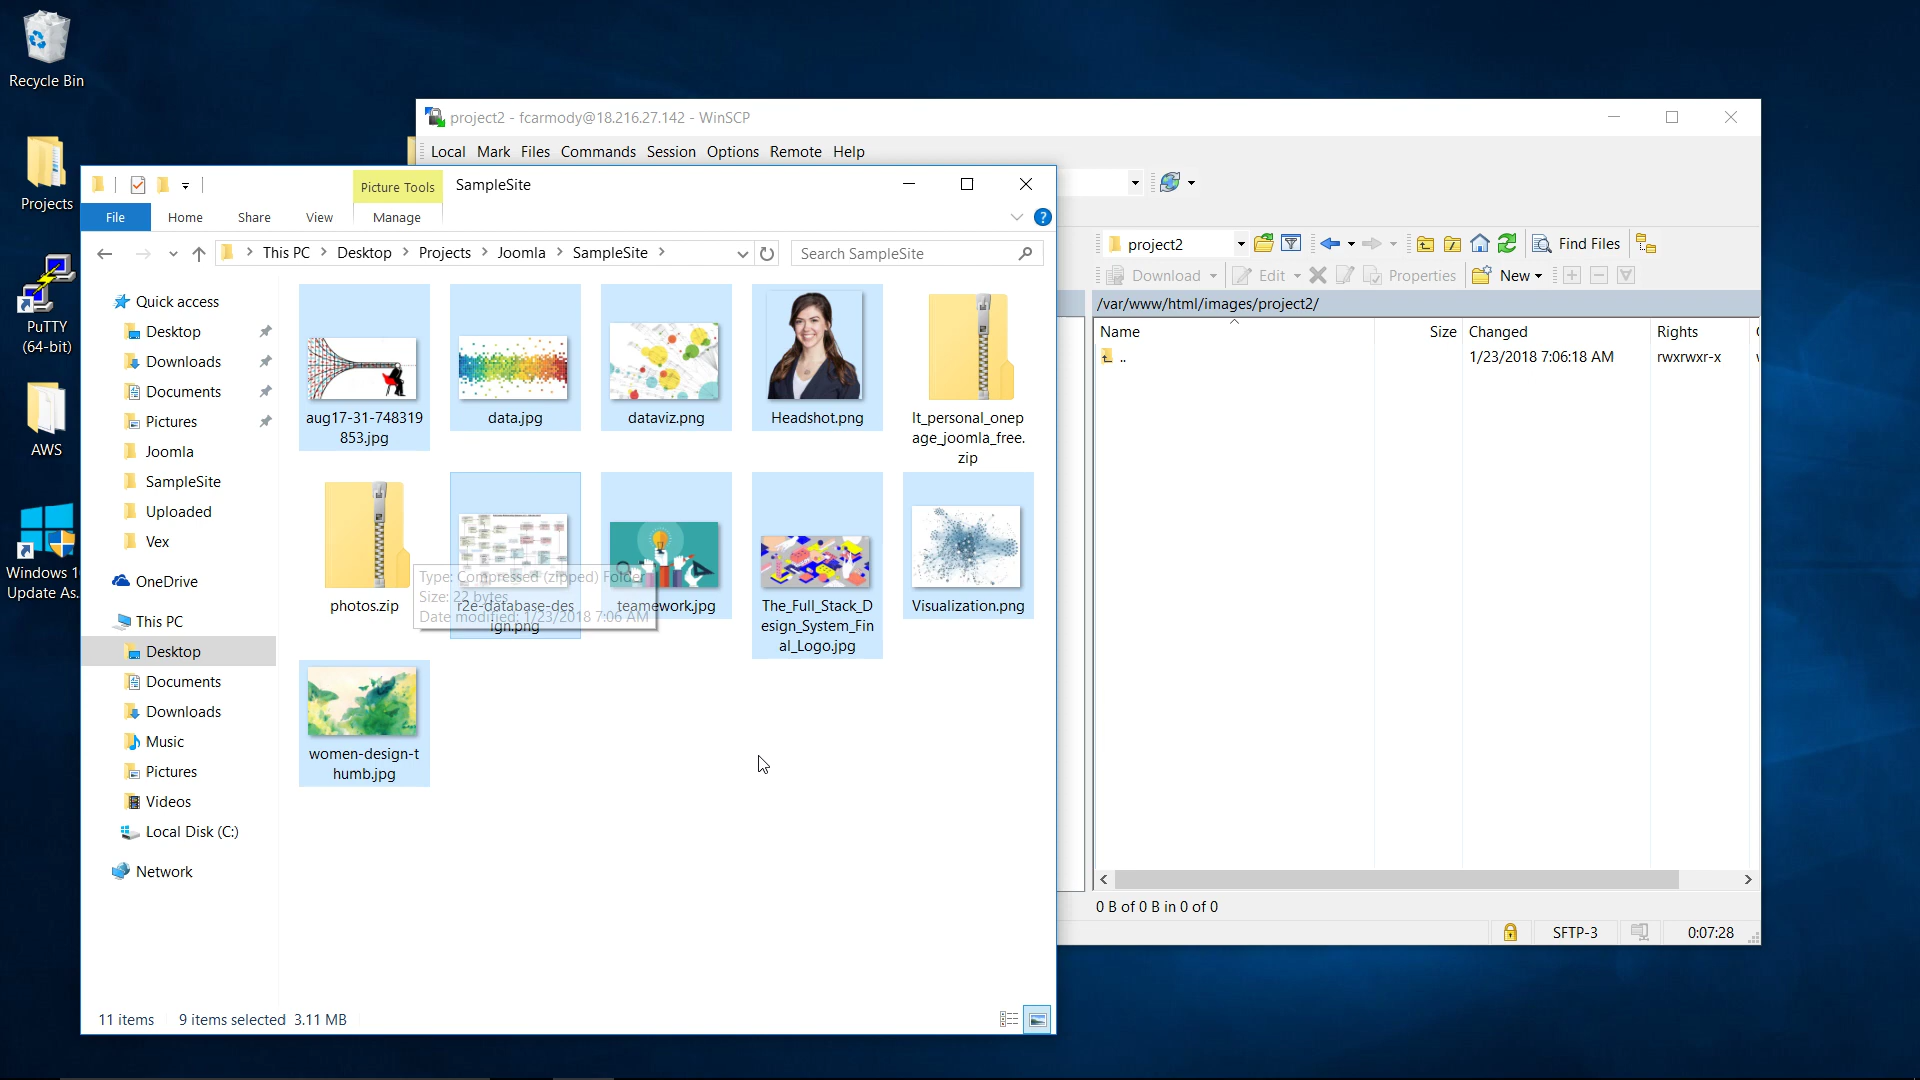 Recycle Bin
Projects
PuTTY
(64-bit)
AWS
Windows 1
Update As.
project2 - fcarmody@18.216.27.142 - WinSCP
Local Mark Files Commands Session Options Remote Help
Picture Tools
SampleSite
File
Home
Share
View
Manage
?
This PC
Desktop
Projects
Joomla
SampleSite
Search SampleSite
Quick access
Desktop
Downloads
Documents
Pictures
Joomla
SampleSite
Uploaded
Vex
OneDrive
This PC
Desktop
Documents
Downloads
Music
Pictures
Videos
Local Disk (C:)
Network
aug17-31-748319
853.jpg
data.jpg
dataviz.png
Headshot.png
lt_personal_onep
age_joomla_free.
zip
photos.zip
r2e-database-des
ign.png
teamework.jpg
The_Full_Stack_D
esign_System_Fin
al_Logo.jpg
Visualization.png
Type: Compressed (zipped) Folder
Size: 22 bytes
Date modified: 1/23/2018 7:06 AM
women-design-t
humb.jpg
11 items
9 items selected 3.11 MB
project2
Find Files
Download
Edit
Properties
New
/var/www/html/images/project2/
Name
Size
Changed
Rights
..
1/23/2018 7:06:18 AM
rwxrwxr-x
0 B of 0 B in 0 of 0
SFTP-3
0:07:28